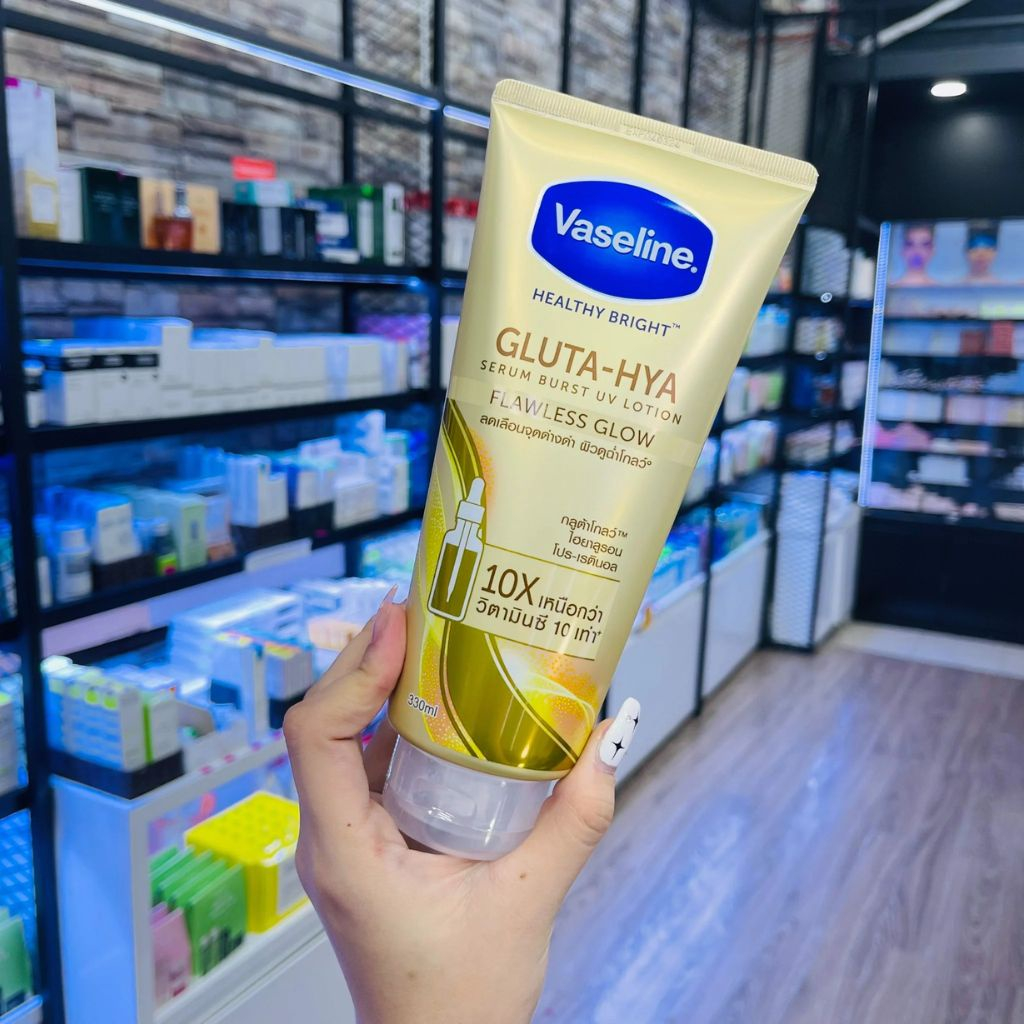 Vaseline.
HEALTHY BRIGHT™
GLUTA-HYA
SERUM BURST UV LOTION
FLAWLESS GLOW
ลดเลือนจุดด่างดำ ผิวดูฉ่ำโกลว์°
กลูต้าโกลว์™
ไฮยาลูรอน
โปร-เรตินอล
10X เหนือกว่า
วิตามินซี 10 เท่า*
330ml